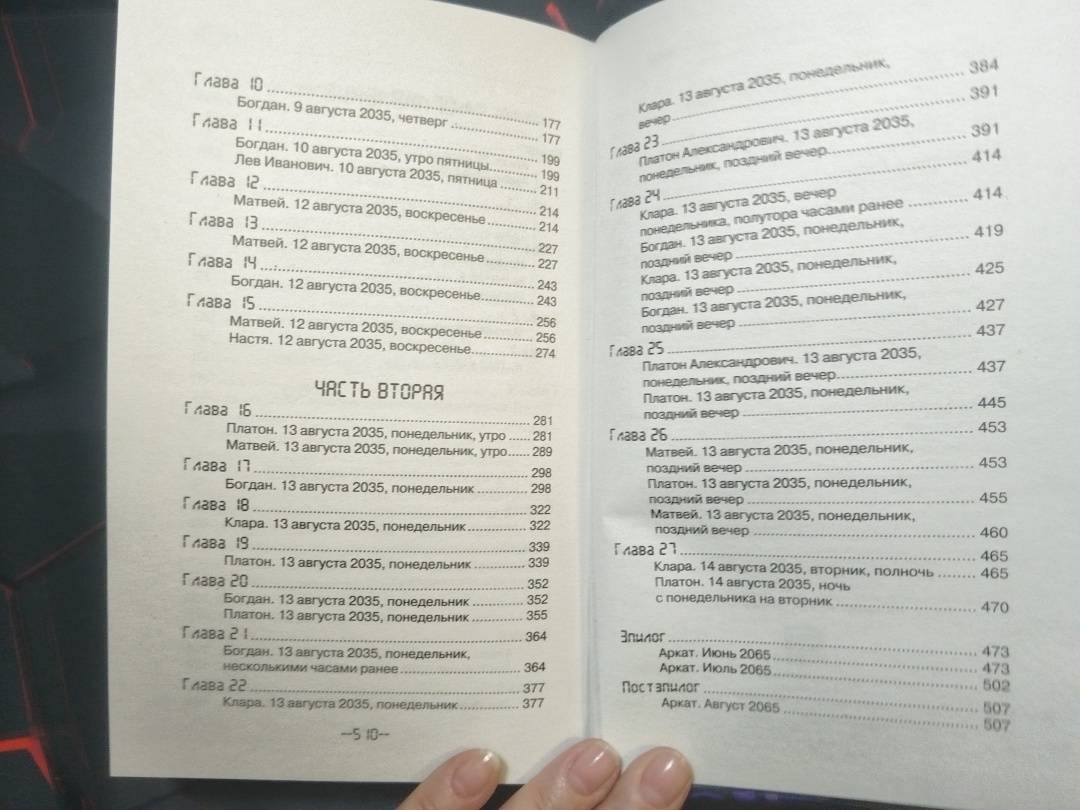 Глава 10 ........ 177
Богдан. 9 августа 2035, четверг ........ 177
Глава 11 ........ 199
Богдан. 10 августа 2035, утро пятницы ........ 199
Лев Иванович. 10 августа 2035, пятница ........ 211
Глава 12 ........ 214
Матвей. 12 августа 2035, воскресенье ........ 214
Глава 13 ........ 227
Матвей. 12 августа 2035, воскресенье ........ 227
Глава 14 ........ 243
Богдан. 12 августа 2035, воскресенье ........ 243
Глава 15 ........ 256
Матвей. 12 августа 2035, воскресенье ........ 256
Настя. 12 августа 2035, воскресенье ........ 274
ЧАСТЬ ВТОРАЯ
Глава 16 ........ 281
Платон. 13 августа 2035, понедельник, утро ........ 281
Матвей. 13 августа 2035, понедельник, утро ........ 289
Глава 17 ........ 298
Богдан. 13 августа 2035, понедельник ........ 298
Глава 18 ........ 322
Клара. 13 августа 2035, понедельник ........ 322
Глава 19 ........ 339
Платон. 13 августа 2035, понедельник ........ 339
Глава 20 ........ 352
Богдан. 13 августа 2035, понедельник ........ 352
Платон. 13 августа 2035, понедельник ........ 355
Глава 21 ........ 364
Богдан. 13 августа 2035, понедельник,
несколькими часами ранее ........ 364
Глава 22 ........ 377
Клара. 13 августа 2035, понедельник ........ 377
—510—
Клара. 13 августа 2035, понедельник,
вечер ........ 384
Глава 23 ........ 391
Платон Александрович. 13 августа 2035,
понедельник, поздний вечер ........ 391
Глава 24 ........ 414
Клара. 13 августа 2035, вечер
понедельника, полутора часами ранее ........ 414
Богдан. 13 августа 2035, понедельник,
поздний вечер ........ 419
Клара. 13 августа 2035, понедельник,
поздний вечер ........ 425
Богдан. 13 августа 2035, понедельник,
поздний вечер ........ 427
Глава 25 ........ 437
Платон Александрович. 13 августа 2035,
понедельник, поздний вечер ........ 437
Платон. 13 августа 2035, понедельник,
поздний вечер ........ 445
Глава 26 ........ 453
Матвей. 13 августа 2035, понедельник,
поздний вечер ........ 453
Платон. 13 августа 2035, понедельник,
поздний вечер ........ 455
Матвей. 13 августа 2035, понедельник,
поздний вечер ........ 460
Глава 27 ........ 465
Клара. 14 августа 2035, вторник, полночь ........ 465
Платон. 14 августа 2035, ночь
с понедельника на вторник ........ 470
Эпилог ........ 473
Аркат. Июнь 2065 ........ 473
Аркат. Июль 2065 ........ 502
Постэпилог ........ 507
Аркат. Август 2065 ........ 507